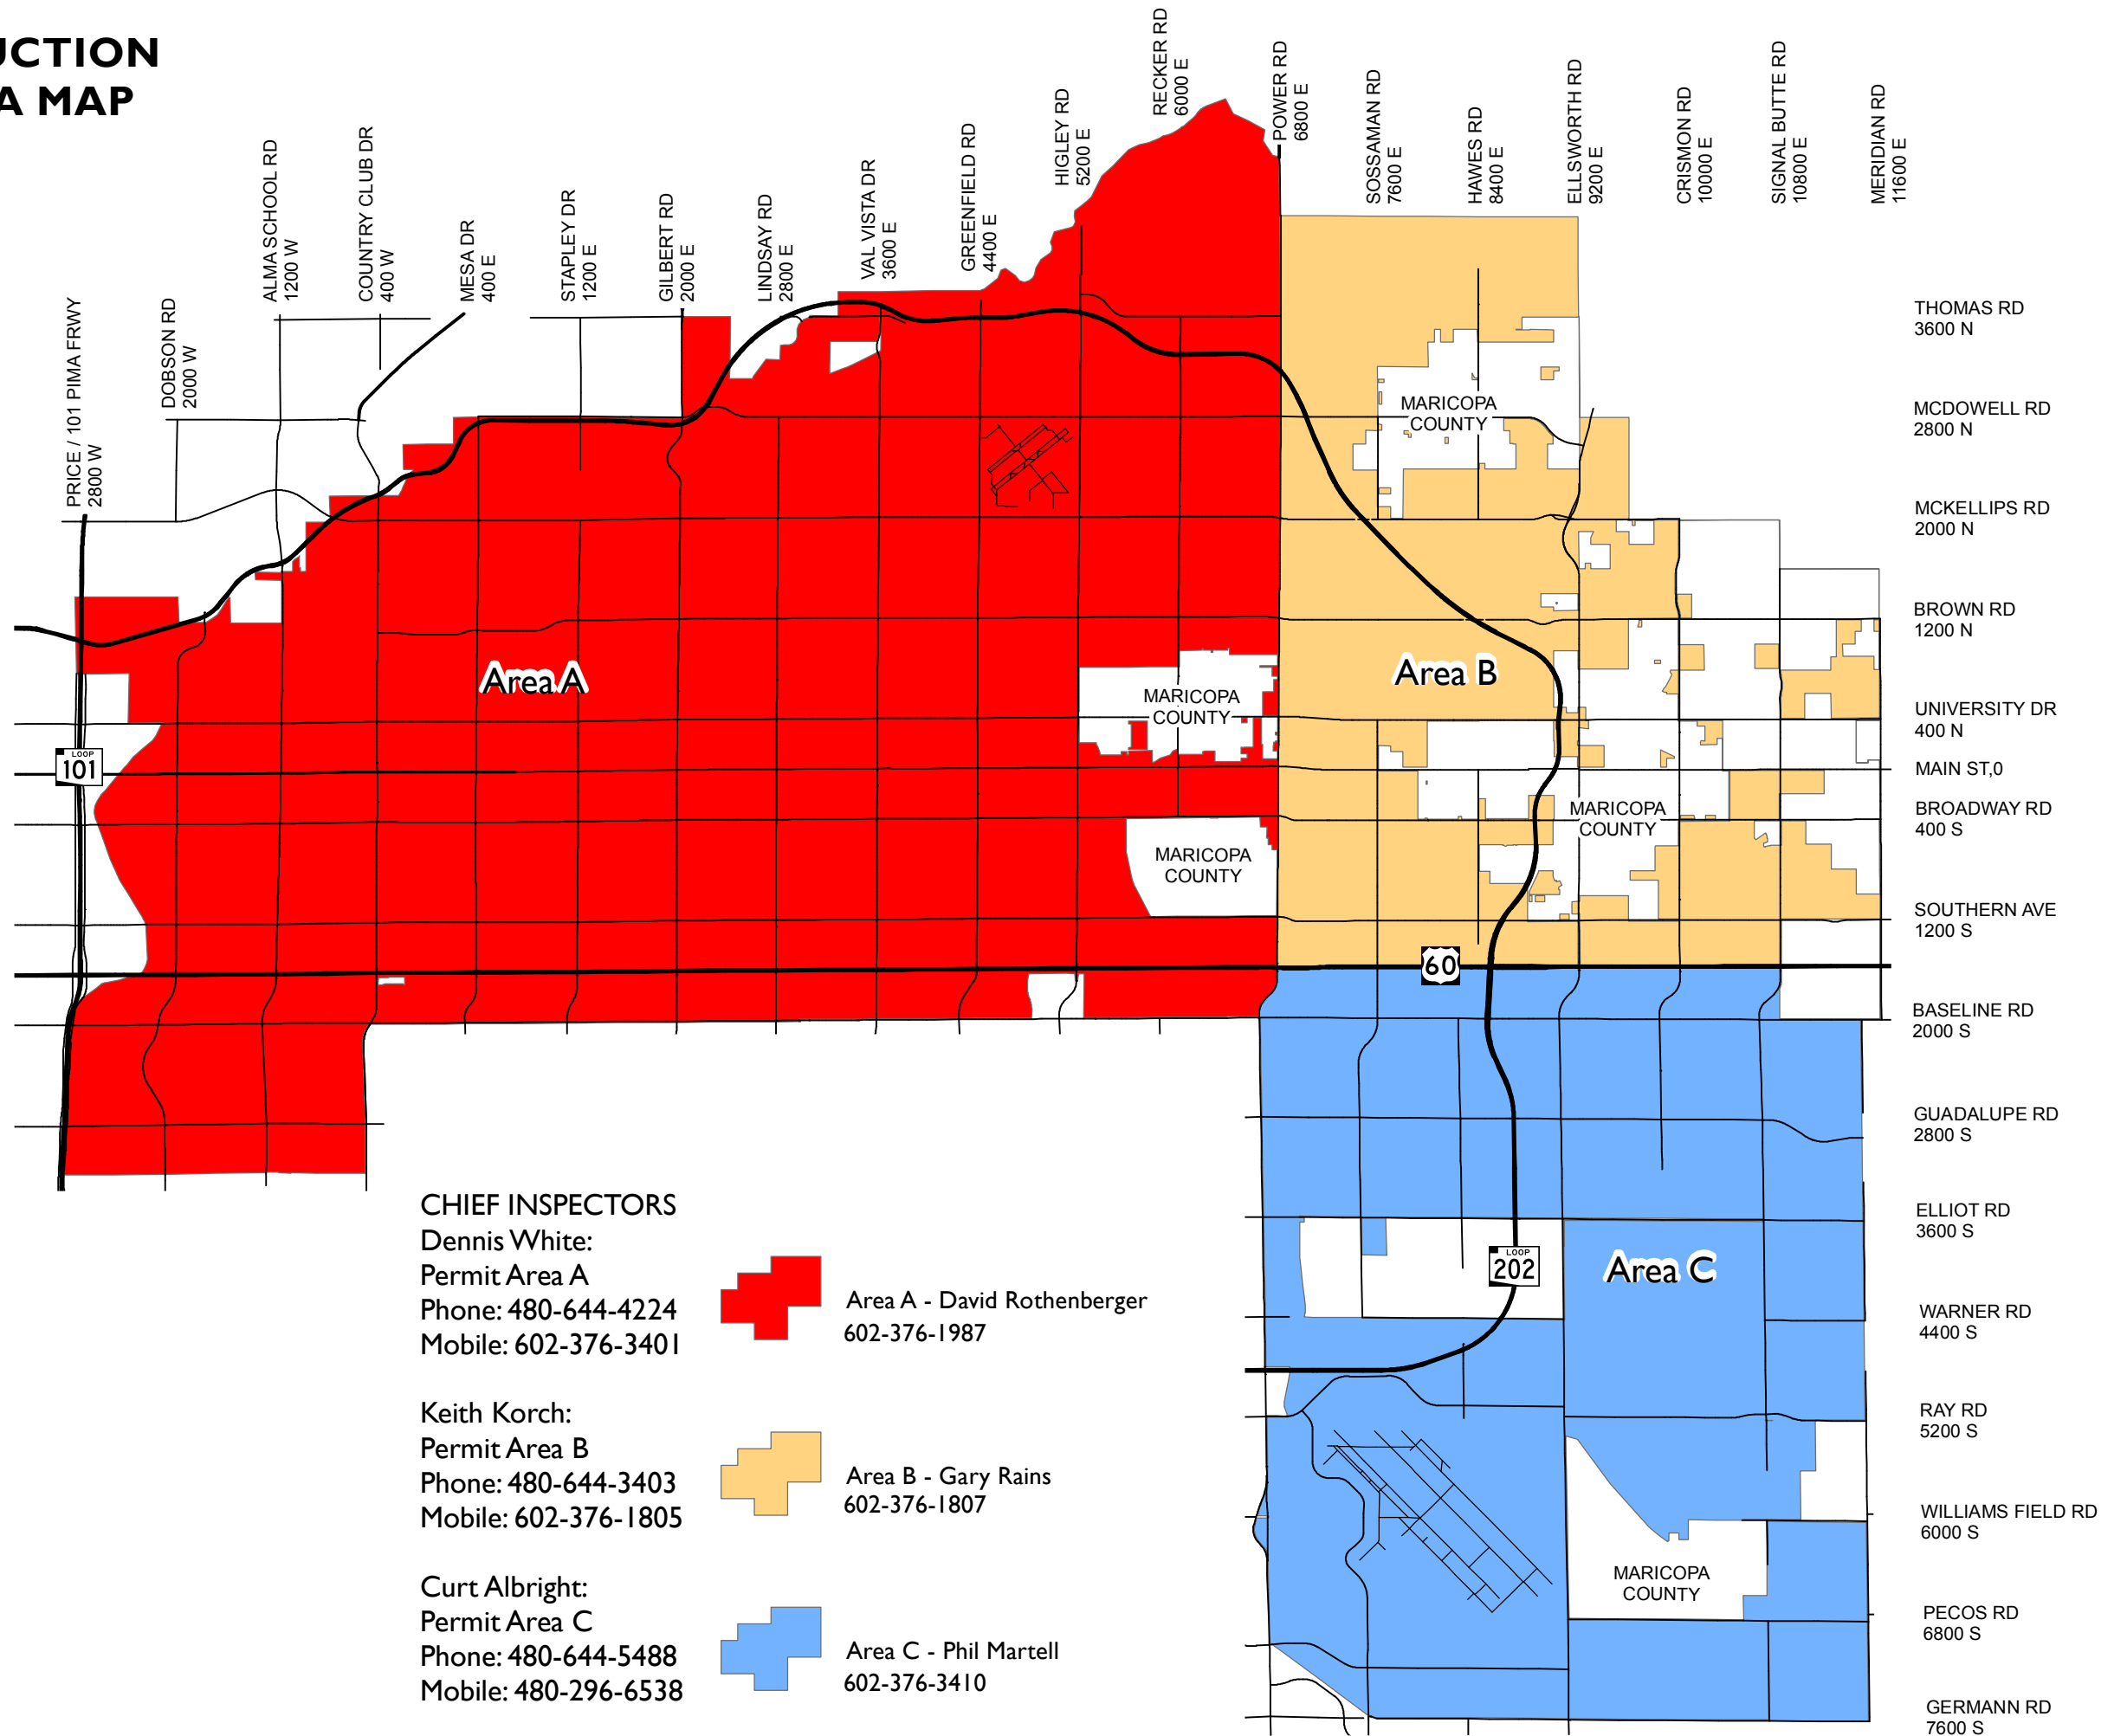 UCTION
A MAP
PRICE / 101 PIMA FRWY
2800 W
DOBSON RD
2000 W
ALMA SCHOOL RD
1200 W
COUNTRY CLUB DR
400 W
MESA DR
400 E
STAPLEY DR
1200 E
GILBERT RD
2000 E
LINDSAY RD
2800 E
VAL VISTA DR
3600 E
GREENFIELD RD
4400 E
HIGLEY RD
5200 E
RECKER RD
6000 E
POWER RD
6800 E
SOSSAMAN RD
7600 E
HAWES RD
8400 E
ELLSWORTH RD
9200 E
CRISMON RD
10000 E
SIGNAL BUTTE RD
10800 E
MERIDIAN RD
11600 E
THOMAS RD
3600 N
MCDOWELL RD
2800 N
MCKELLIPS RD
2000 N
BROWN RD
1200 N
UNIVERSITY DR
400 N
MAIN ST,0
BROADWAY RD
400 S
SOUTHERN AVE
1200 S
BASELINE RD
2000 S
GUADALUPE RD
2800 S
ELLIOT RD
3600 S
WARNER RD
4400 S
RAY RD
5200 S
WILLIAMS FIELD RD
6000 S
PECOS RD
6800 S
GERMANN RD
7600 S
MARICOPA
COUNTY
Area A
Area B
MARICOPA
COUNTY
LOOP
101
MARICOPA
COUNTY
MARICOPA
COUNTY
60
LOOP
202
Area C
MARICOPA
COUNTY
CHIEF INSPECTORS
Dennis White:
Permit Area A
Phone: 480-644-4224
Mobile: 602-376-3401
Area A - David Rothenberger
602-376-1987
Keith Korch:
Permit Area B
Phone: 480-644-3403
Mobile: 602-376-1805
Area B - Gary Rains
602-376-1807
Curt Albright:
Permit Area C
Phone: 480-644-5488
Mobile: 480-296-6538
Area C - Phil Martell
602-376-3410